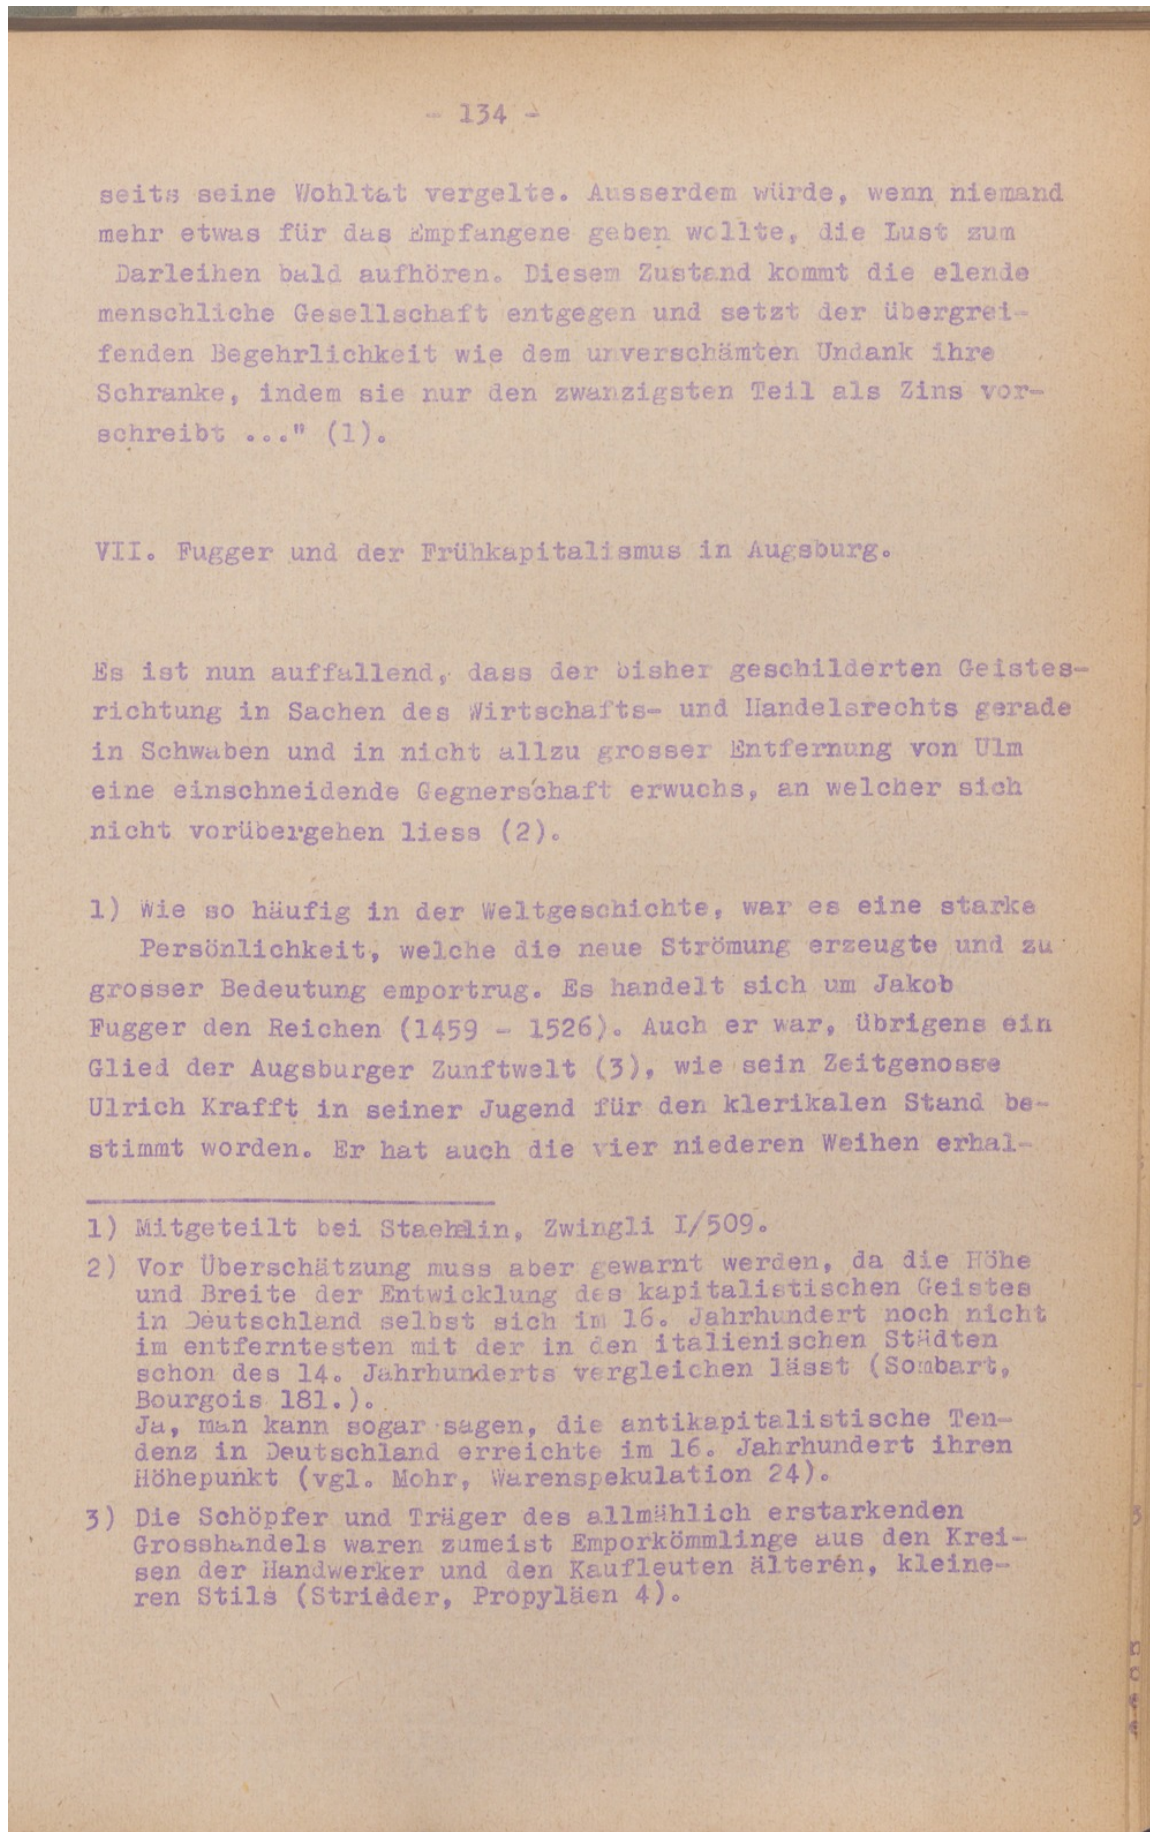 - 134 -
seits seine Wohltat vergelte. Ausserdem würde, wenn niemand
mehr etwas für das Empfangene geben wollte, die Lust zum
Darleihen bald aufhören. Diesem Zustand kommt die elende
menschliche Gesellschaft entgegen und setzt der übergrei-
fenden Begehrlichkeit wie dem unverschämten Undank ihre
Schranke, indem sie nur den zwanzigsten Teil als Zins vor-
schreibt ..." (1).
VII. Fugger und der Frühkapitalismus in Augsburg.
Es ist nun auffallend, dass der bisher geschilderten Geistes-
richtung in Sachen des Wirtschafts- und Handelsrechts gerade
in Schwaben und in nicht allzu grosser Entfernung von Ulm
eine einschneidende Gegnerschaft erwuchs, an welcher sich
nicht vorübergehen liess (2).
1) Wie so häufig in der Weltgeschichte, war es eine starke
Persönlichkeit, welche die neue Strömung erzeugte und zu
grosser Bedeutung emportrug. Es handelt sich um Jakob
Fugger den Reichen (1459 - 1526). Auch er war, übrigens ein
Glied der Augsburger Zunftwelt (3), wie sein Zeitgenosse
Ulrich Krafft in seiner Jugend für den klerikalen Stand be-
stimmt worden. Er hat auch die vier niederen Weihen erhal-
1) Mitgeteilt bei Staehelin, Zwingli I/509.
2) Vor Überschätzung muss aber gewarnt werden, da die Höhe
und Breite der Entwicklung des kapitalistischen Geistes
in Deutschland selbst sich im 16. Jahrhundert noch nicht
im entferntesten mit der in den italienischen Städten
schon des 14. Jahrhunderts vergleichen lässt (Sombart,
Bourgois 181.).
Ja, man kann sogar sagen, die antikapitalistische Ten-
denz in Deutschland erreichte im 16. Jahrhundert ihren
Höhepunkt (vgl. Mohr, Warenspekulation 24).
3) Die Schöpfer und Träger des allmählich erstarkenden
Grosshandels waren zumeist Emporkömmlinge aus den Krei-
sen der Handwerker und den Kaufleuten älteren, kleine-
ren Stils (Strieder, Propyläen 4).